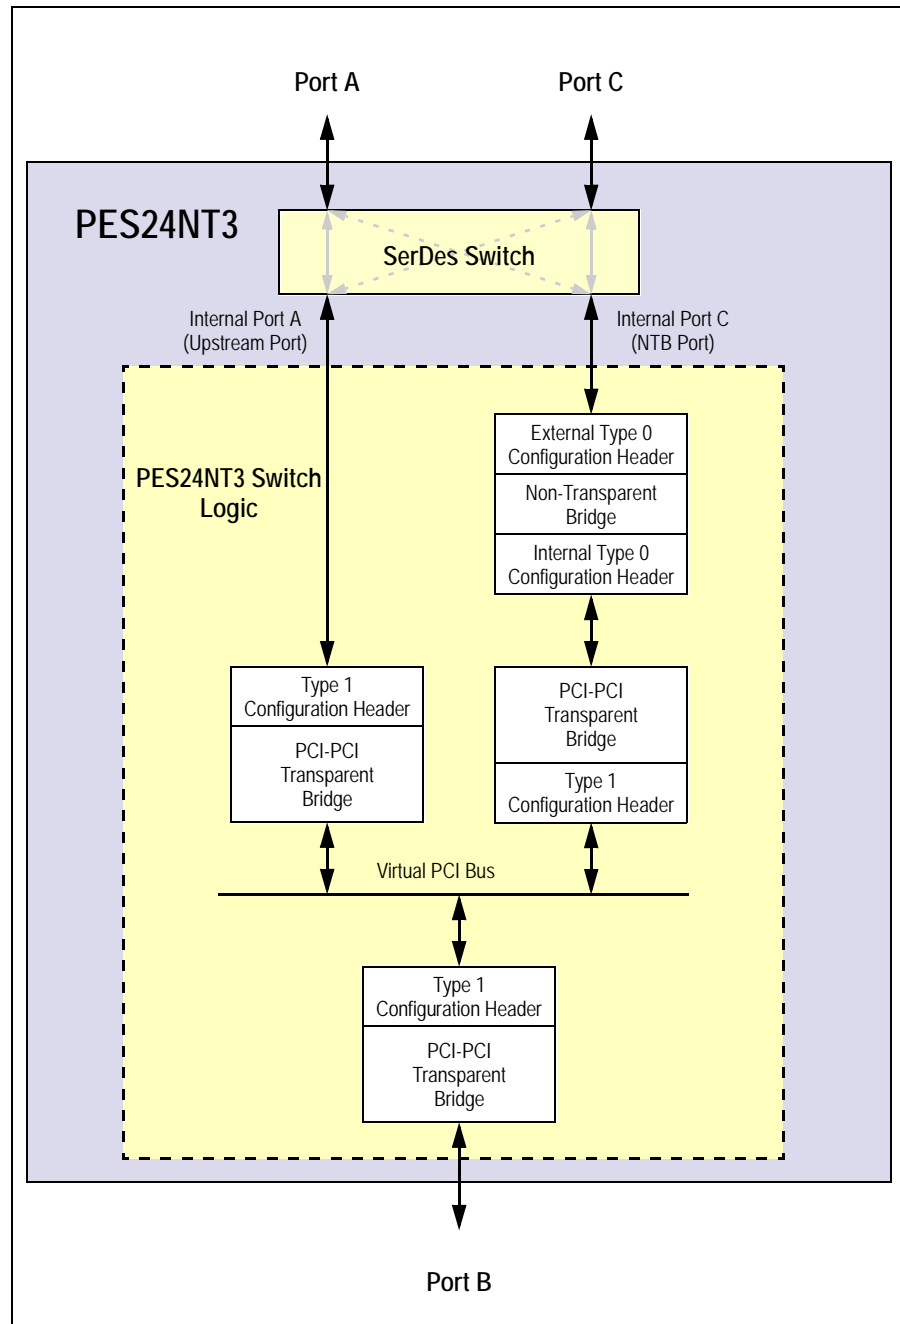 Port A
Port C
PES24NT3
SerDes Switch
Internal Port A
(Upstream Port)
Internal Port C
(NTB Port)
External Type 0
Configuration Header
Non-Transparent
Bridge
Internal Type 0
Configuration Header
PES24NT3 Switch
Logic
Type 1
Configuration Header
PCI-PCI
Transparent
Bridge
PCI-PCI
Transparent
Bridge
Type 1
Configuration Header
Virtual PCI Bus
Type 1
Configuration Header
PCI-PCI
Transparent
Bridge
Port B